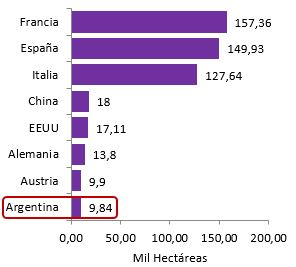 Francia 157,36
España 149,93
Italia 127,64
China 18
EEUU 17,11
Alemania 13,8
Austria 9,9
Argentina 9,84
0,00 50,00 100,00 150,00 200,00
Mil Hectáreas